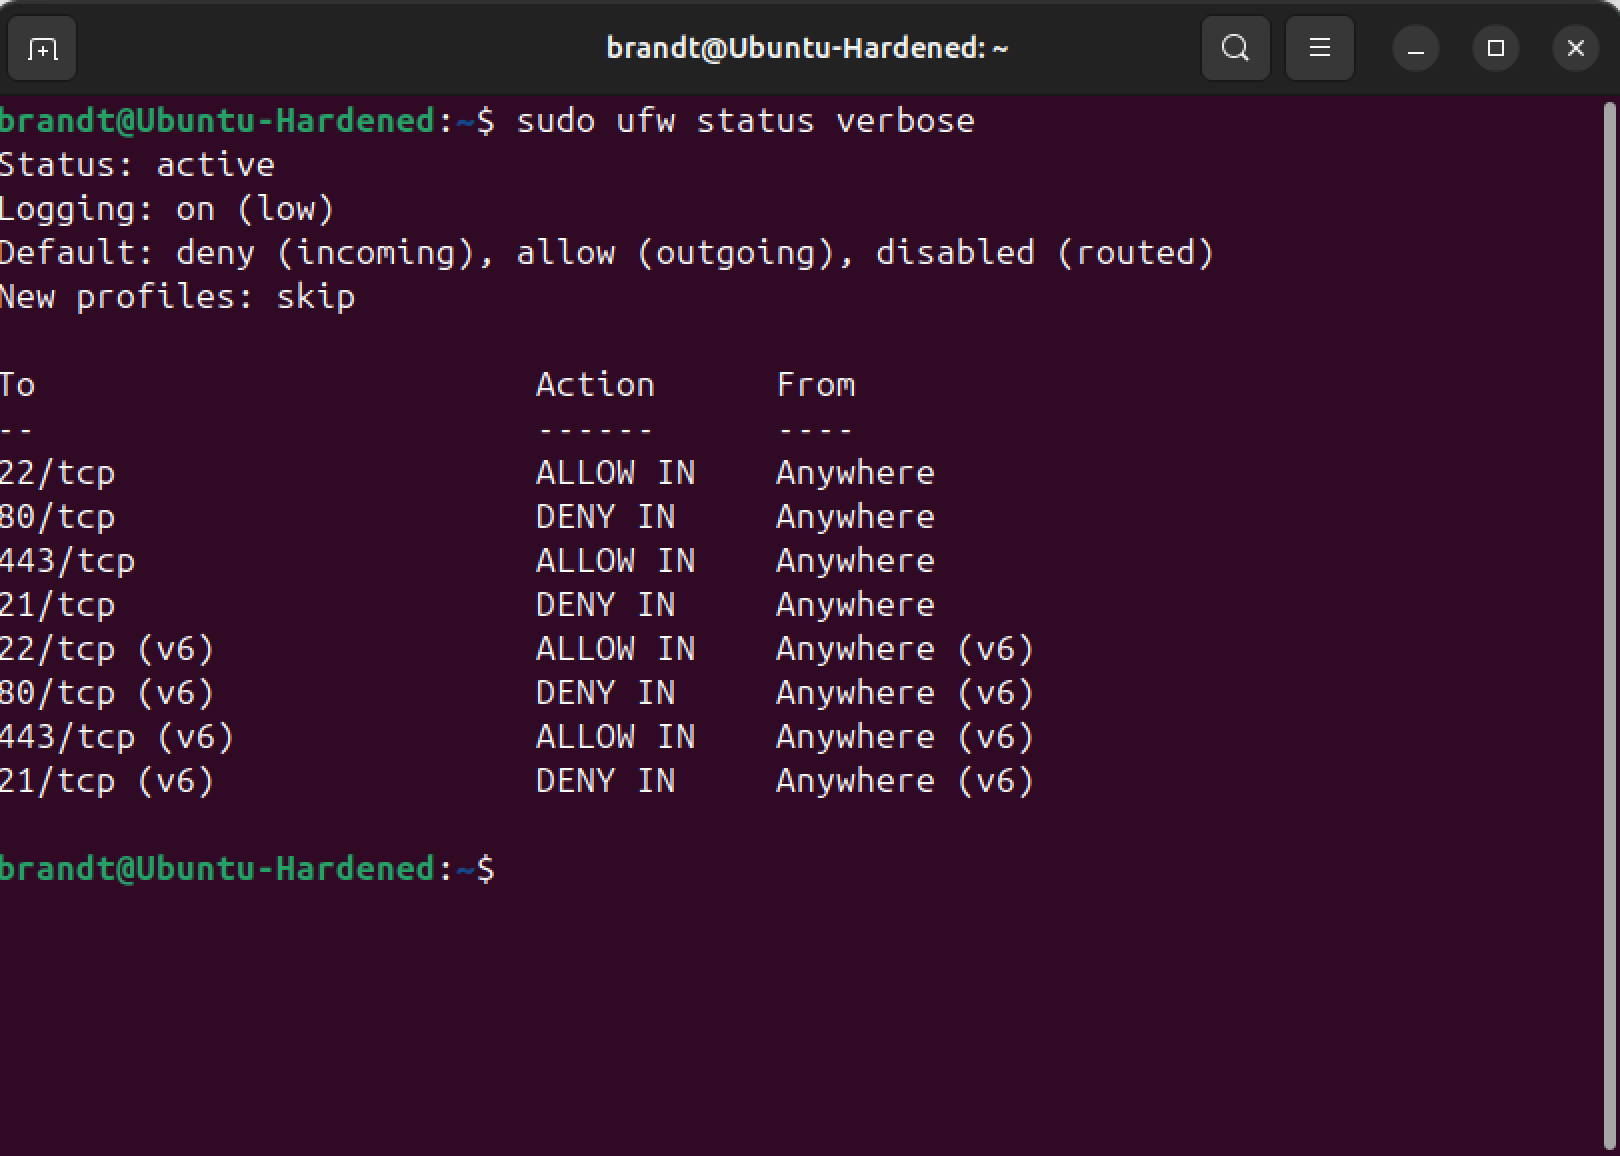 brandt@Ubuntu-Hardened: ~
brandt@Ubuntu-Hardened:~$ sudo ufw status verbose
Status: active
Logging: on (low)
Default: deny (incoming), allow (outgoing), disabled (routed)
New profiles: skip
To                         Action      From
--                         ------      ----
22/tcp                     ALLOW IN    Anywhere
80/tcp                     DENY IN     Anywhere
443/tcp                    ALLOW IN    Anywhere
21/tcp                     DENY IN     Anywhere
22/tcp (v6)                ALLOW IN    Anywhere (v6)
80/tcp (v6)                DENY IN     Anywhere (v6)
443/tcp (v6)               ALLOW IN    Anywhere (v6)
21/tcp (v6)                DENY IN     Anywhere (v6)
brandt@Ubuntu-Hardened:~$